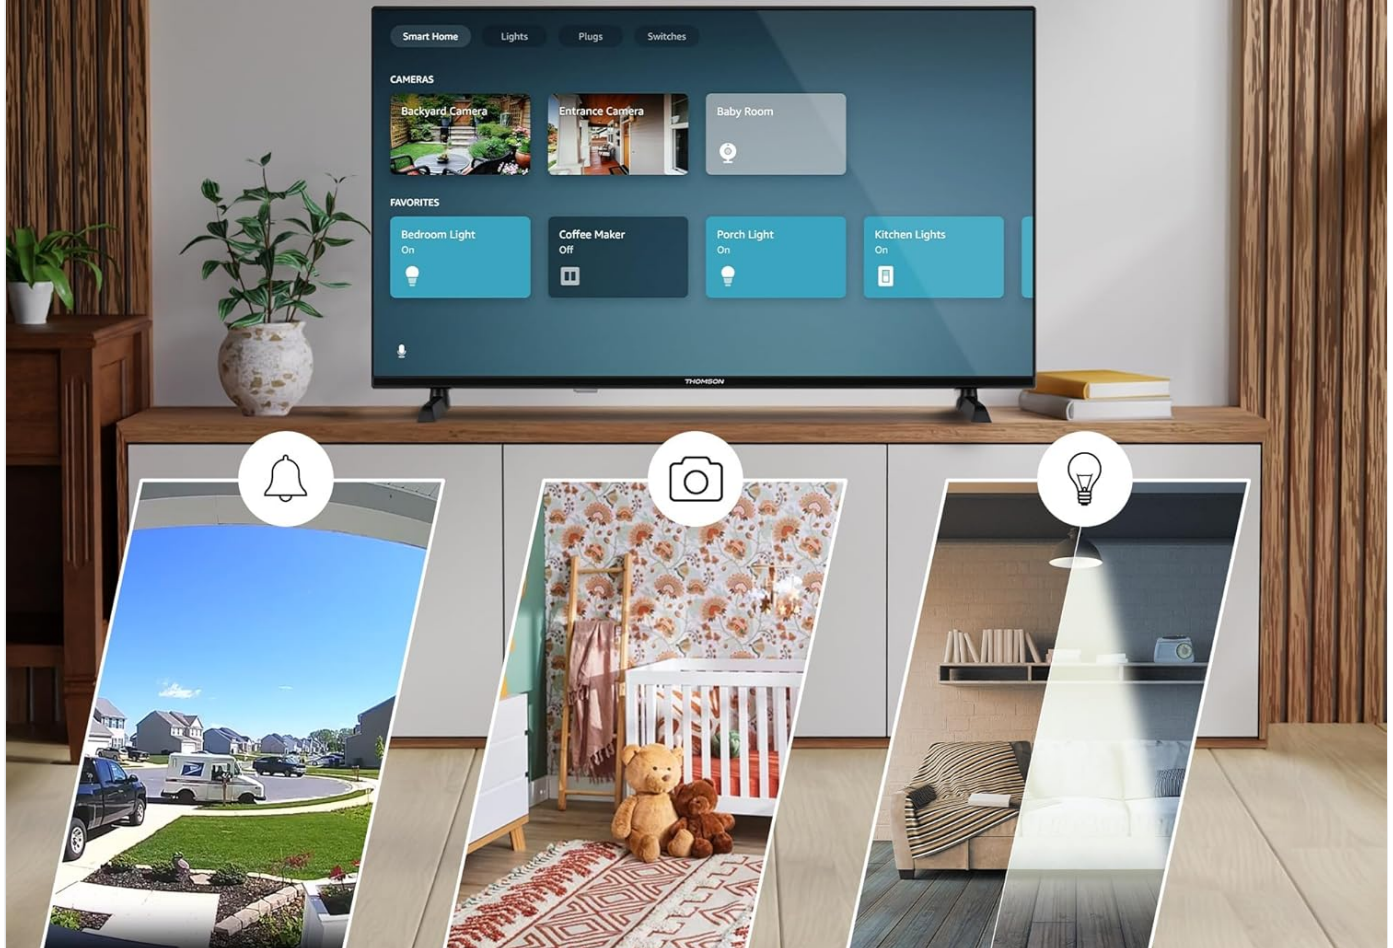 Smart Home Lights Plugs Switches
CAMERAS
Backyard Camera Entrance Camera Baby Room
FAVORITES
Bedroom Light Coffee Maker Porch Light Kitchen Lights
On Off On On
THOMSON